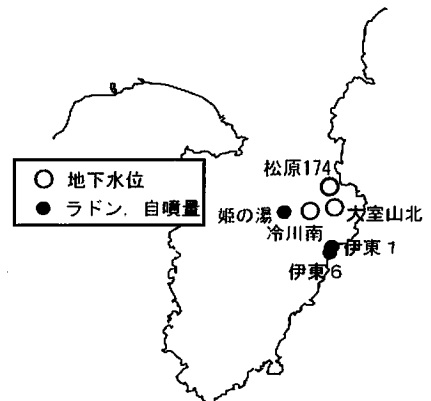 松原174
○ 地下水位
● ラドン，自噴量
姫の湯
大室山北
冷川南
伊東1
伊東6